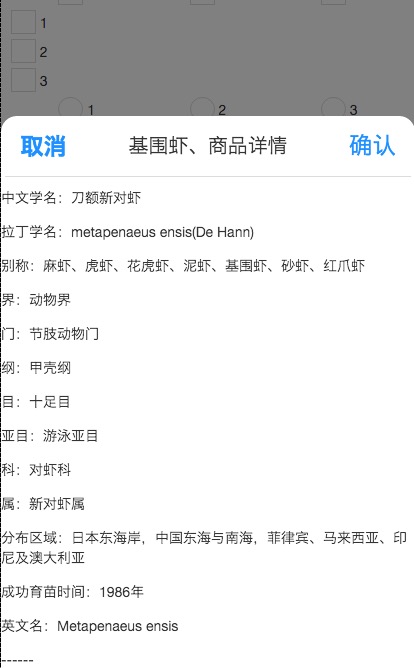 1
2
3
1 2 3
取消 基围虾、商品详情 确认
中文学名：刀额新对虾
拉丁学名：metapenaeus ensis(De Hann)
别称：麻虾、虎虾、花虎虾、泥虾、基围虾、砂虾、红爪虾
界：动物界
门：节肢动物门
纲：甲壳纲
目：十足目
亚目：游泳亚目
科：对虾科
属：新对虾属
分布区域：日本东海岸，中国东海与南海，菲律宾、马来西亚、印
尼及澳大利亚
成功育苗时间：1986年
英文名：Metapenaeus ensis
------